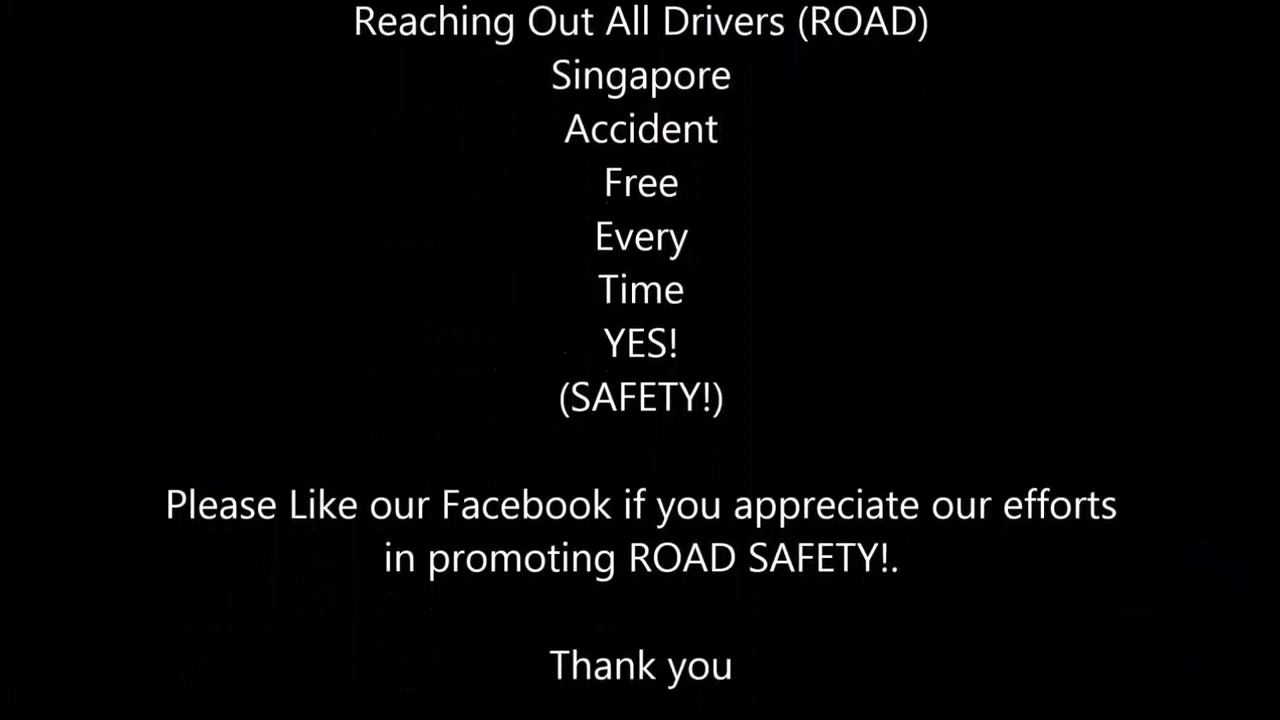 Reaching Out All Drivers (ROAD)
Singapore
Accident
Free
Every
Time
YES!
(SAFETY!)
Please Like our Facebook if you appreciate our efforts
in promoting ROAD SAFETY!.
Thank you